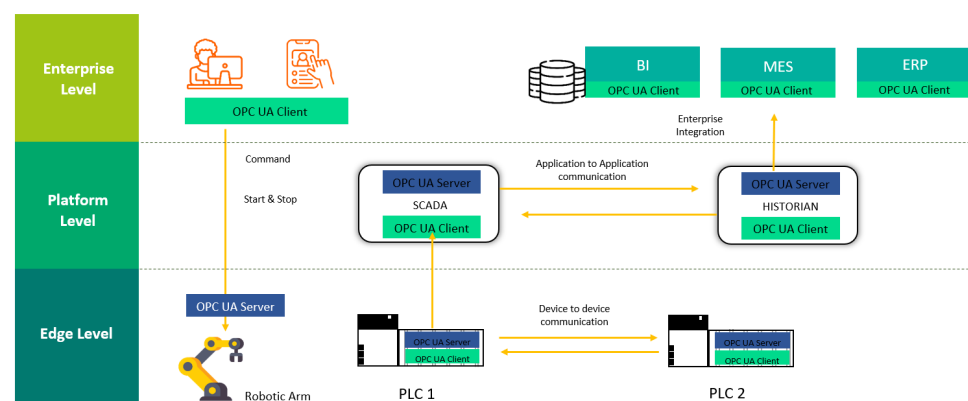 Enterprise
Level
OPC UA Client
BI
OPC UA Client
MES
OPC UA Client
ERP
OPC UA Client
Enterprise
Integration
Platform
Level
Command
Start & Stop
OPC UA Server
SCADA
OPC UA Client
Application to Application
communication
OPC UA Server
HISTORIAN
OPC UA Client
Edge Level
OPC UA Server
Robotic Arm
OPC UA Server
OPC UA Client
PLC 1
Device to device
communication
OPC UA Server
OPC UA Client
PLC 2